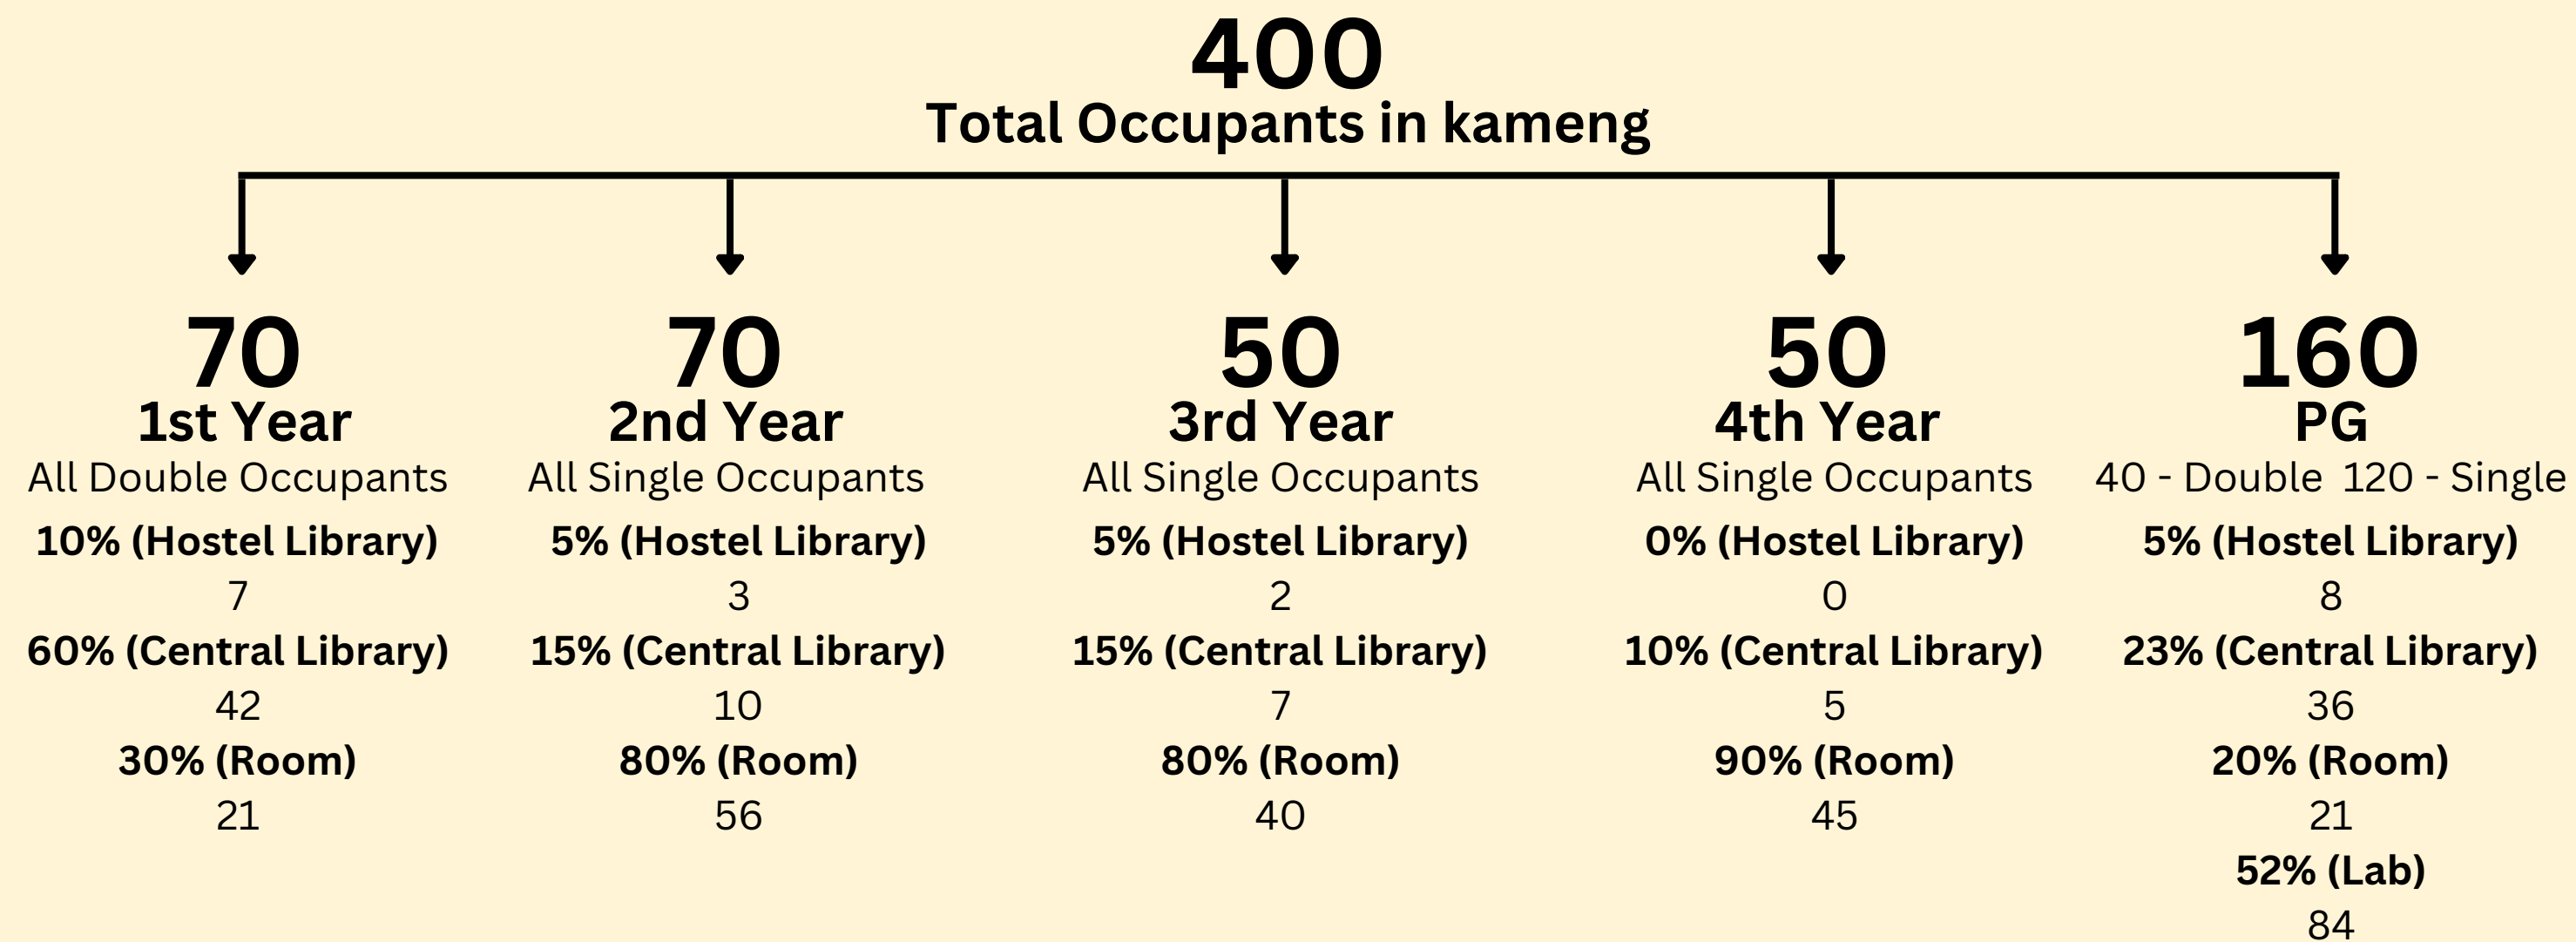 400
Total Occupants in kameng
70
1st Year
All Double Occupants
10% (Hostel Library)
7
60% (Central Library)
42
30% (Room)
21
70
2nd Year
All Single Occupants
5% (Hostel Library)
3
15% (Central Library)
10
80% (Room)
56
50
3rd Year
All Single Occupants
5% (Hostel Library)
2
15% (Central Library)
7
80% (Room)
40
50
4th Year
All Single Occupants
0% (Hostel Library)
0
10% (Central Library)
5
90% (Room)
45
160
PG
40 - Double 120 - Single
5% (Hostel Library)
8
23% (Central Library)
36
20% (Room)
21
52% (Lab)
84